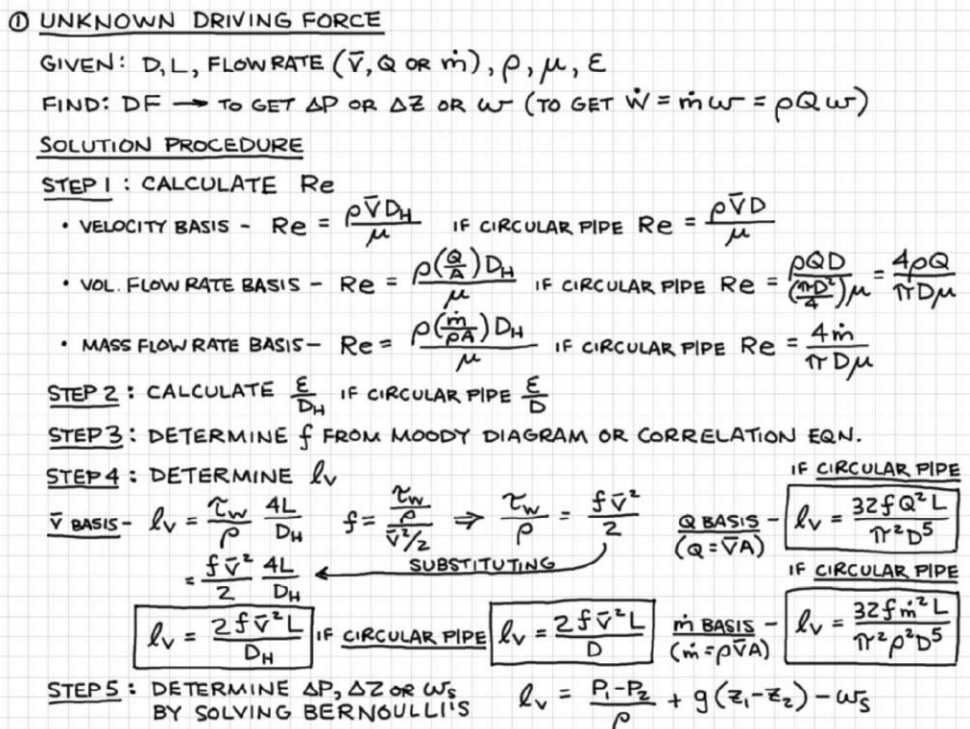 ① UNKNOWN DRIVING FORCE
GIVEN: D, L, FLOW RATE (V̄, Q OR ṁ), ρ, μ, ε
FIND: DF → TO GET ΔP OR ΔZ OR w (TO GET Ẇ = ṁw = ρQw)
SOLUTION PROCEDURE
STEP 1: CALCULATE Re
• VELOCITY BASIS - Re = ρV̄D_H/μ IF CIRCULAR PIPE Re = ρV̄D/μ
• VOL. FLOW RATE BASIS - Re = ρ(Q/A)D_H/μ IF CIRCULAR PIPE Re = ρQD/((πD²/4)μ) = 4ρQ/(πDμ)
• MASS FLOW RATE BASIS - Re = ρ(ṁ/ρA)D_H/μ IF CIRCULAR PIPE Re = 4ṁ/(πDμ)
STEP 2: CALCULATE ε/D_H IF CIRCULAR PIPE ε/D
STEP 3: DETERMINE f FROM MOODY DIAGRAM OR CORRELATION EQN.
STEP 4: DETERMINE l_v
V̄ BASIS - l_v = τ_w/ρ 4L/D_H f = (τ_w/ρ)/(V̄²/2) ⇒ τ_w/ρ = fV̄²/2
= fV̄²/2 4L/D_H SUBSTITUTING
l_v = 2fV̄²L/D_H IF CIRCULAR PIPE l_v = 2fV̄²L/D
IF CIRCULAR PIPE
Q BASIS - l_v = 32fQ²L/(π²D⁵)
(Q = V̄A)
IF CIRCULAR PIPE
ṁ BASIS - l_v = 32fṁ²L/(π²ρ²D⁵)
(ṁ = ρV̄A)
STEP 5: DETERMINE ΔP, ΔZ OR w_s l_v = (P₁-P₂)/ρ + g(z₁-z₂) - w_s
BY SOLVING BERNOULLI'S